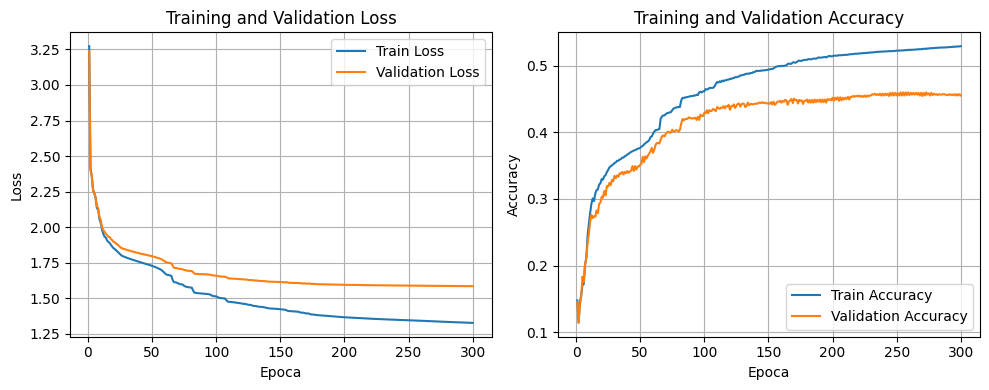 Training and Validation Loss
Train Loss
Validation Loss
Loss
3.25
3.00
2.75
2.50
2.25
2.00
1.75
1.50
1.25
0 50 100 150 200 250 300
Epoca
Training and Validation Accuracy
Accuracy
0.5
0.4
0.3
0.2
0.1
Train Accuracy
Validation Accuracy
0 50 100 150 200 250 300
Epoca